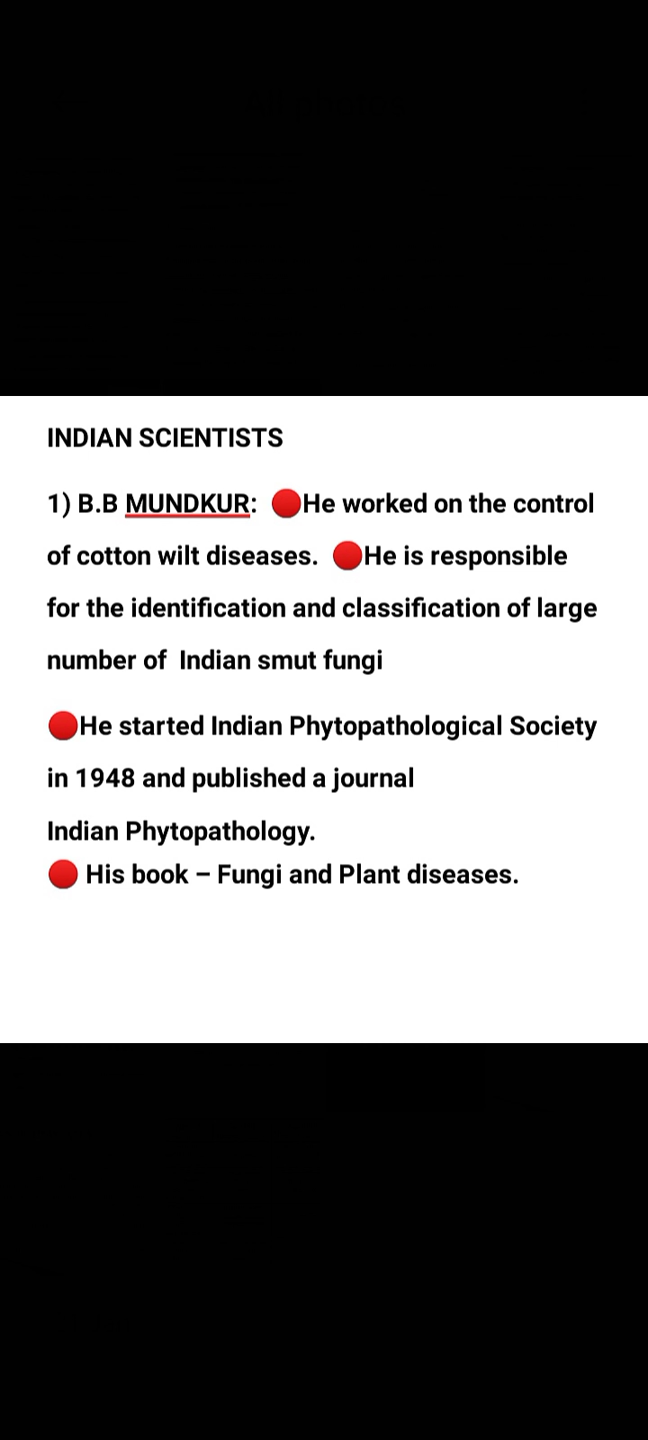 INDIAN SCIENTISTS
1) B.B MUNDKUR: 🔴He worked on the control
of cotton wilt diseases. 🔴He is responsible
for the identification and classification of large
number of Indian smut fungi
🔴He started Indian Phytopathological Society
in 1948 and published a journal
Indian Phytopathology.
🔴 His book – Fungi and Plant diseases.